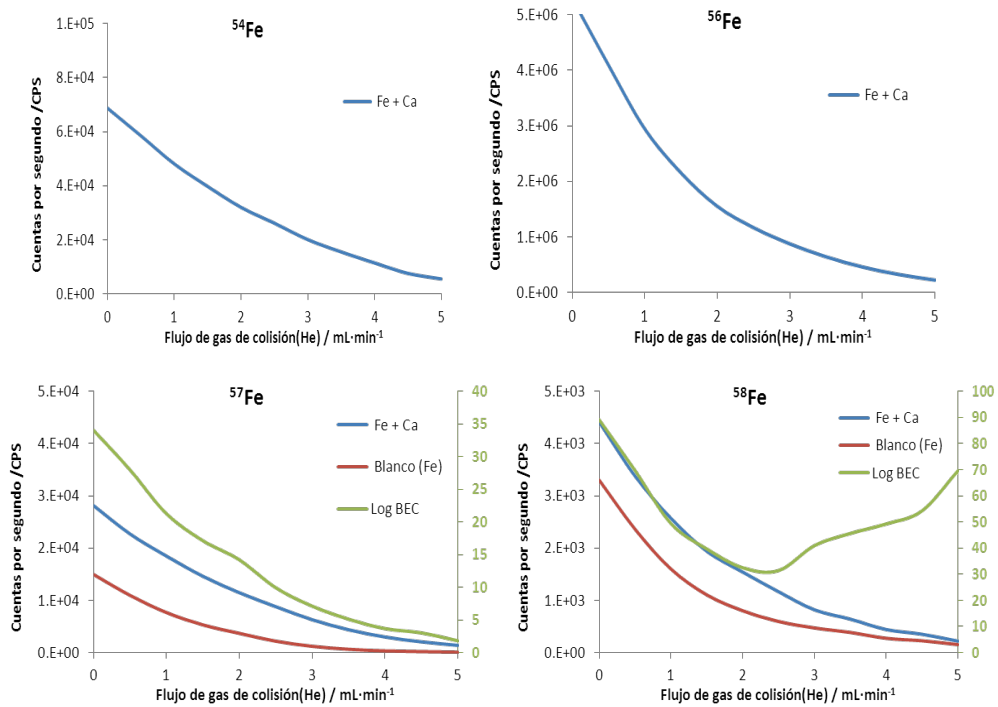 ⁵⁴Fe
1.E+05
8.E+04
6.E+04
4.E+04
2.E+04
0.E+00
Cuentas por segundo /CPS
Fe + Ca
0 1 2 3 4 5
Flujo de gas de colisión(He) / mL·min⁻¹
⁵⁶Fe
5.E+06
4.E+06
3.E+06
2.E+06
1.E+06
0.E+00
Cuentas por segundo /CPS
Fe + Ca
0 1 2 3 4 5
Flujo de gas de colisión(He) / mL·min⁻¹
⁵⁷Fe
5.E+04
4.E+04
3.E+04
2.E+04
1.E+04
0.E+00
Cuentas por segundo /CPS
Fe + Ca
Blanco (Fe)
Log BEC
40
35
30
25
20
15
10
5
0
0 1 2 3 4 5
Flujo de gas de colisión(He) / mL·min⁻¹
⁵⁸Fe
5.E+03
4.E+03
3.E+03
2.E+03
1.E+03
0.E+00
Cuentas por segundo /CPS
Fe + Ca
Blanco (Fe)
Log BEC
100
90
80
70
60
50
40
30
20
10
0
0 1 2 3 4 5
Flujo de gas de colisión(He) / mL·min⁻¹